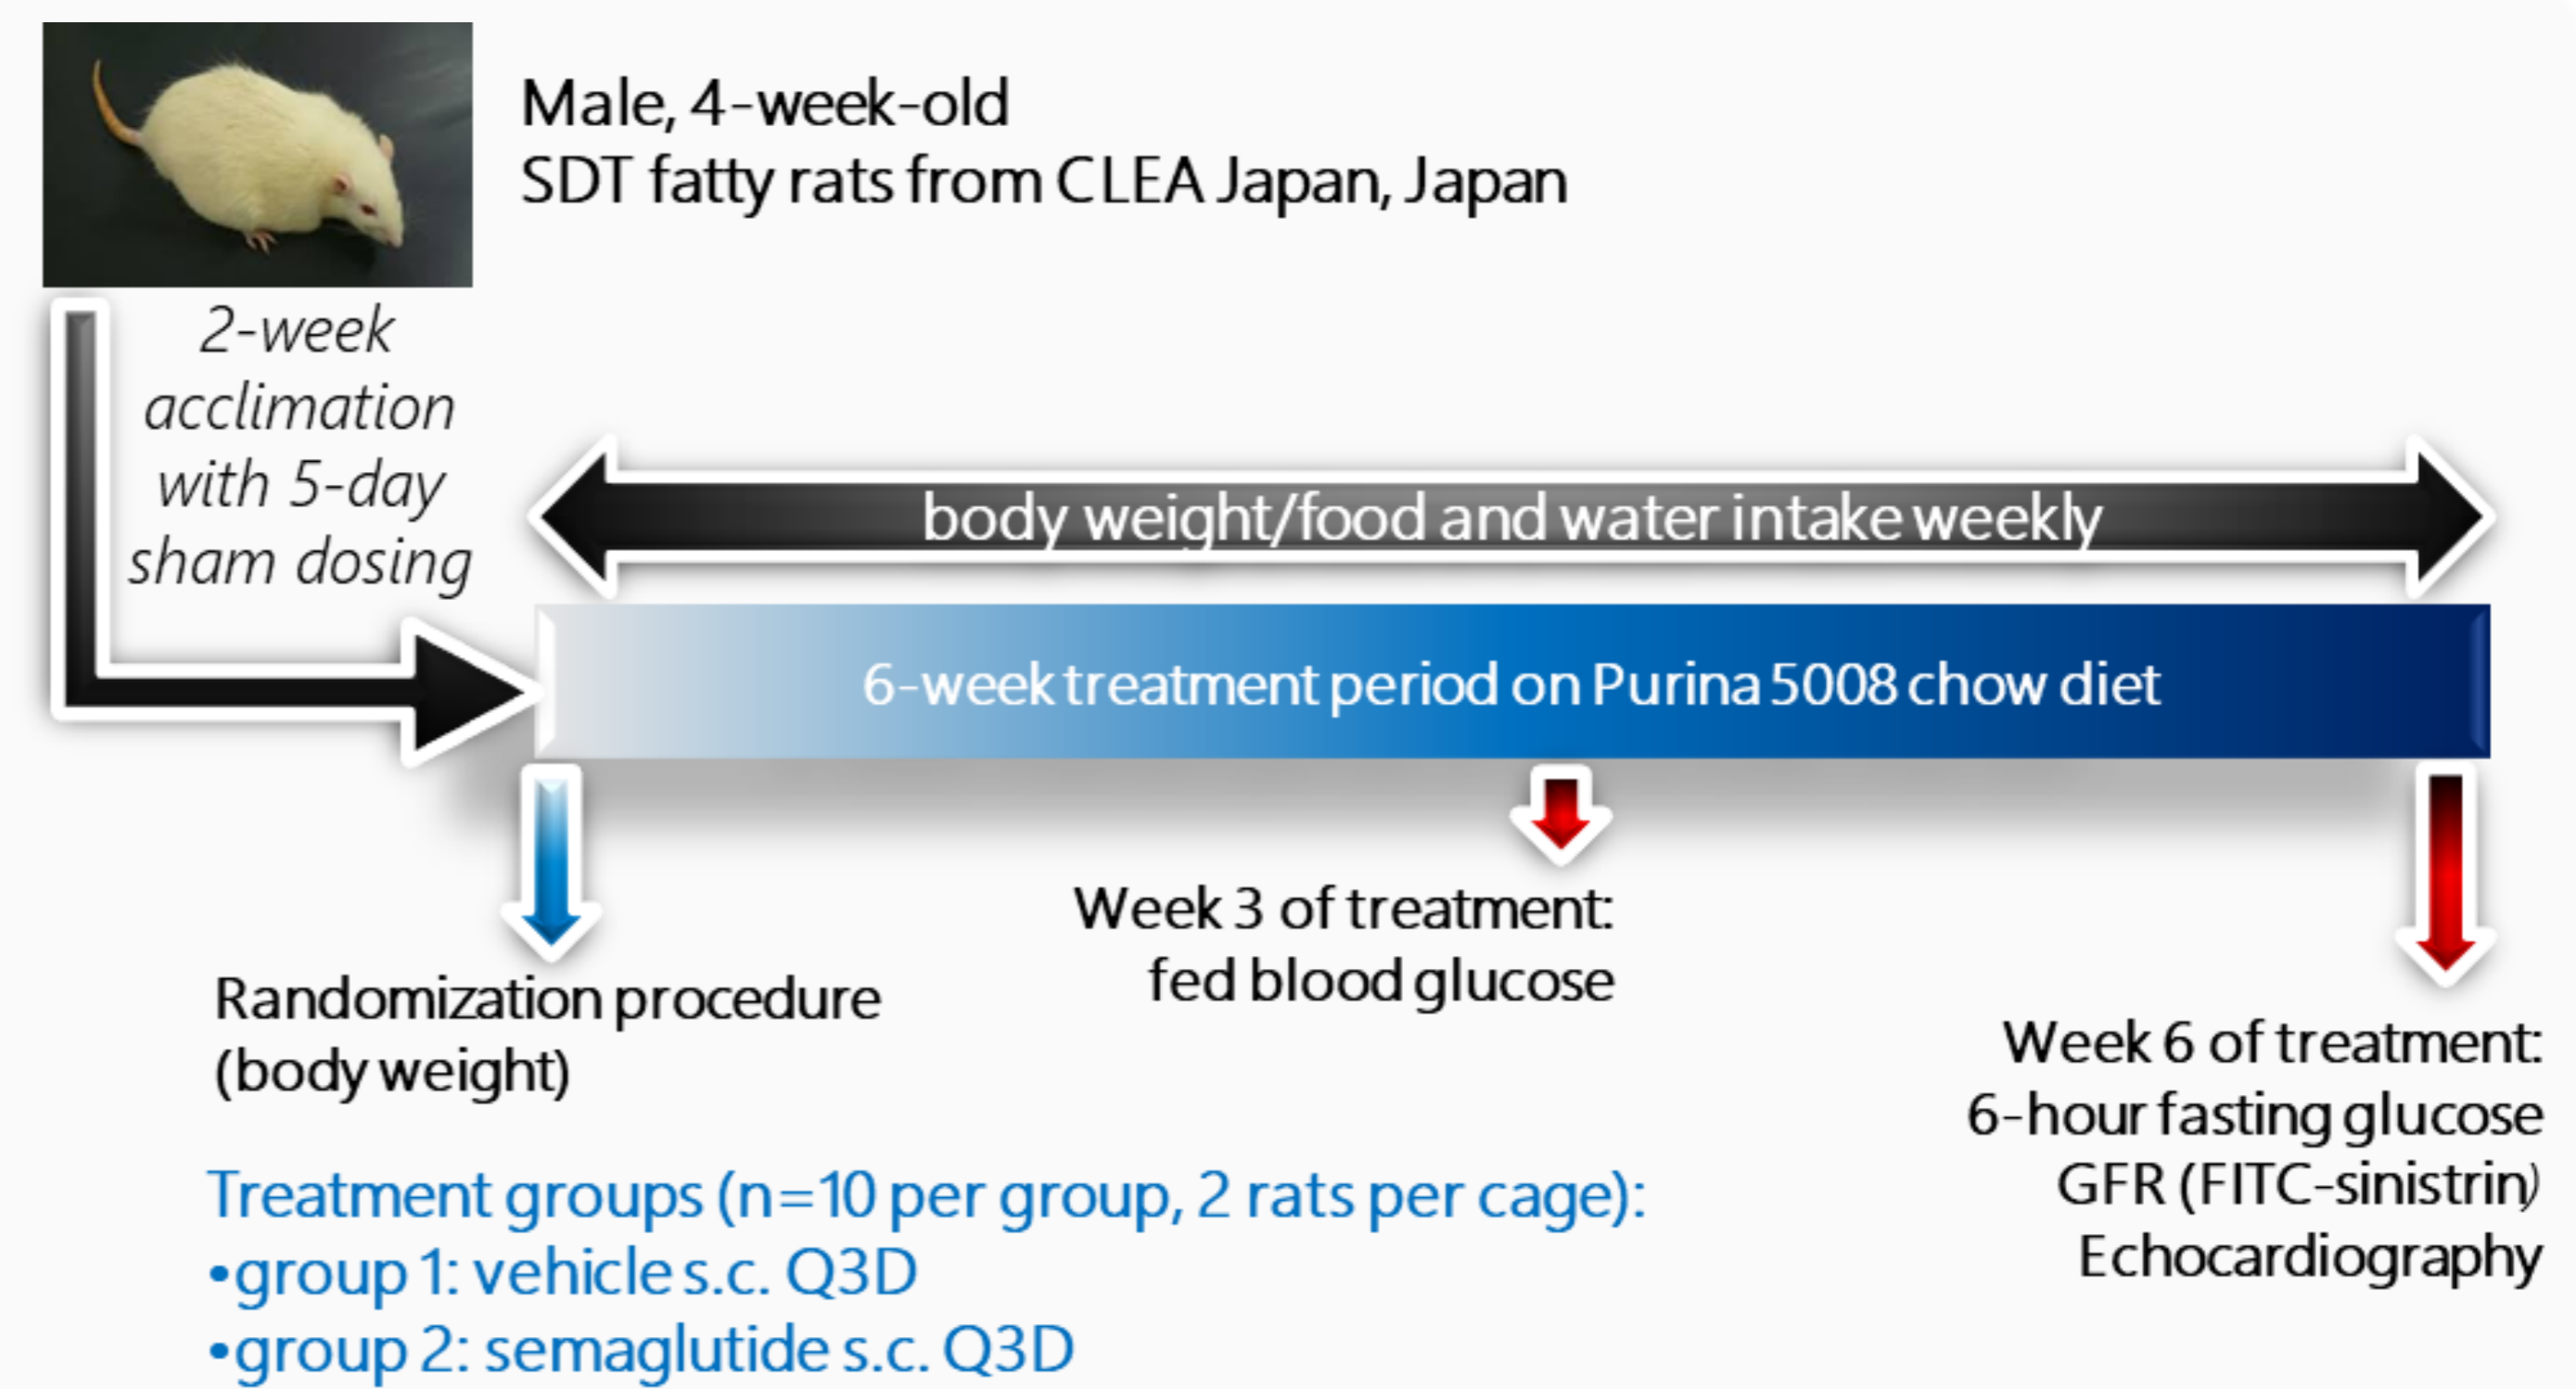 Male, 4-week-old
SDT fatty rats from CLEA Japan, Japan
2-week
acclimation
with 5-day
sham dosing
body weight/food and water intake weekly
6-week treatment period on Purina 5008 chow diet
Randomization procedure
(body weight)
Week 3 of treatment:
fed blood glucose
Week 6 of treatment:
6-hour fasting glucose
GFR (FITC-sinistrin)
Echocardiography
Treatment groups (n=10 per group, 2 rats per cage):
•group 1: vehicle s.c. Q3D
•group 2: semaglutide s.c. Q3D